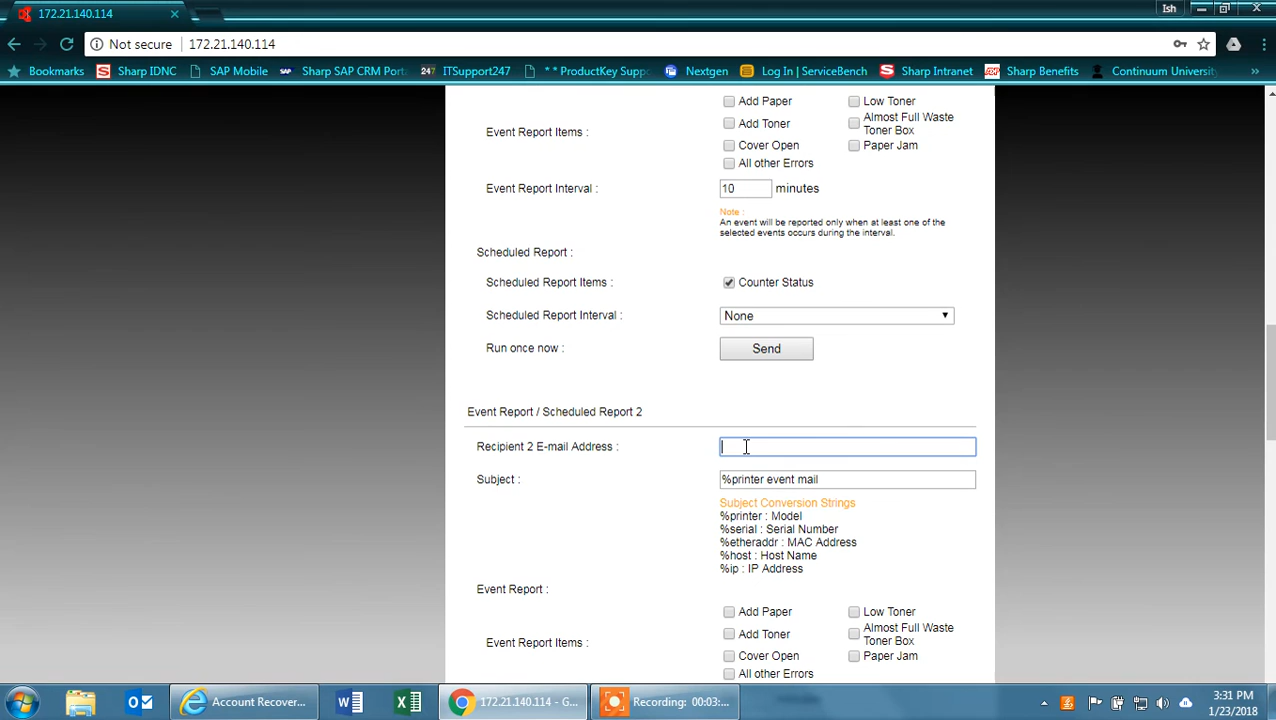 172.21.140.114
Ish
Not secure 172.21.140.114
Bookmarks Sharp IDNC SAP Mobile SAP Sharp SAP CRM Port 247 ITSupport247 * * ProductKey Supp Nextgen Log In | ServiceBench Sharp Intranet Sharp Benefits Continuum University »
Add Paper Low Toner
Add Toner Almost Full Waste
Toner Box
Event Report Items :
Cover Open Paper Jam
All other Errors
Event Report Interval : 10 minutes
Note :
An event will be reported only when at least one of the
selected events occurs during the interval.
Scheduled Report :
Scheduled Report Items : Counter Status
Scheduled Report Interval : None
Run once now : Send
Event Report / Scheduled Report 2
Recipient 2 E-mail Address :
Subject : %printer event mail
Subject Conversion Strings
%printer : Model
%serial : Serial Number
%etheraddr : MAC Address
%host : Host Name
%ip : IP Address
Event Report :
Add Paper Low Toner
Add Toner Almost Full Waste
Toner Box
Event Report Items :
Cover Open Paper Jam
All other Errors
Account Recover... 172.21.140.114 - G... Recording: 00:03:...
3:31 PM
1/23/2018